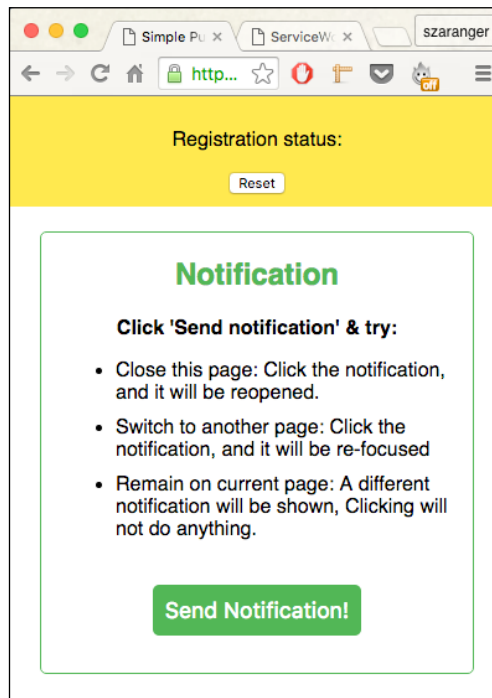 Simple Pu
ServiceWo
szaranger
http...
off
Registration status:
Reset
Notification
Click 'Send notification' & try:
• Close this page: Click the notification,
and it will be reopened.
• Switch to another page: Click the
notification, and it will be re-focused
• Remain on current page: A different
notification will be shown, Clicking will
not do anything.
Send Notification!